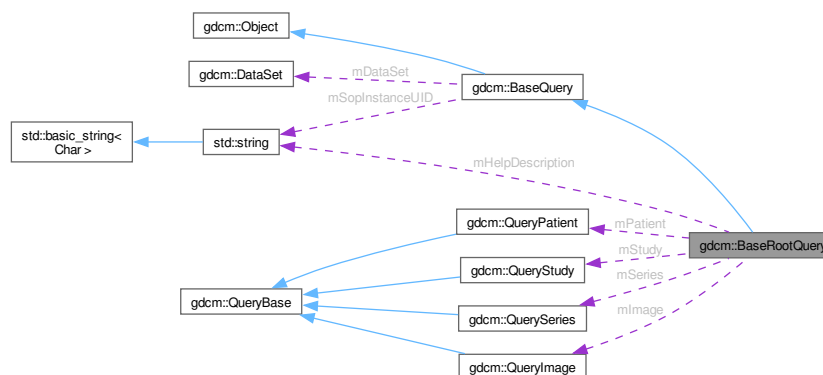 gdcm::Object
gdcm::DataSet
mDataSet
gdcm::BaseQuery
mSopInstanceUID
std::basic_string<
Char >
std::string
mHelpDescription
gdcm::QueryPatient
mPatient
gdcm::BaseRootQuery
mStudy
gdcm::QueryStudy
mSeries
gdcm::QueryBase
mImage
gdcm::QuerySeries
gdcm::QueryImage